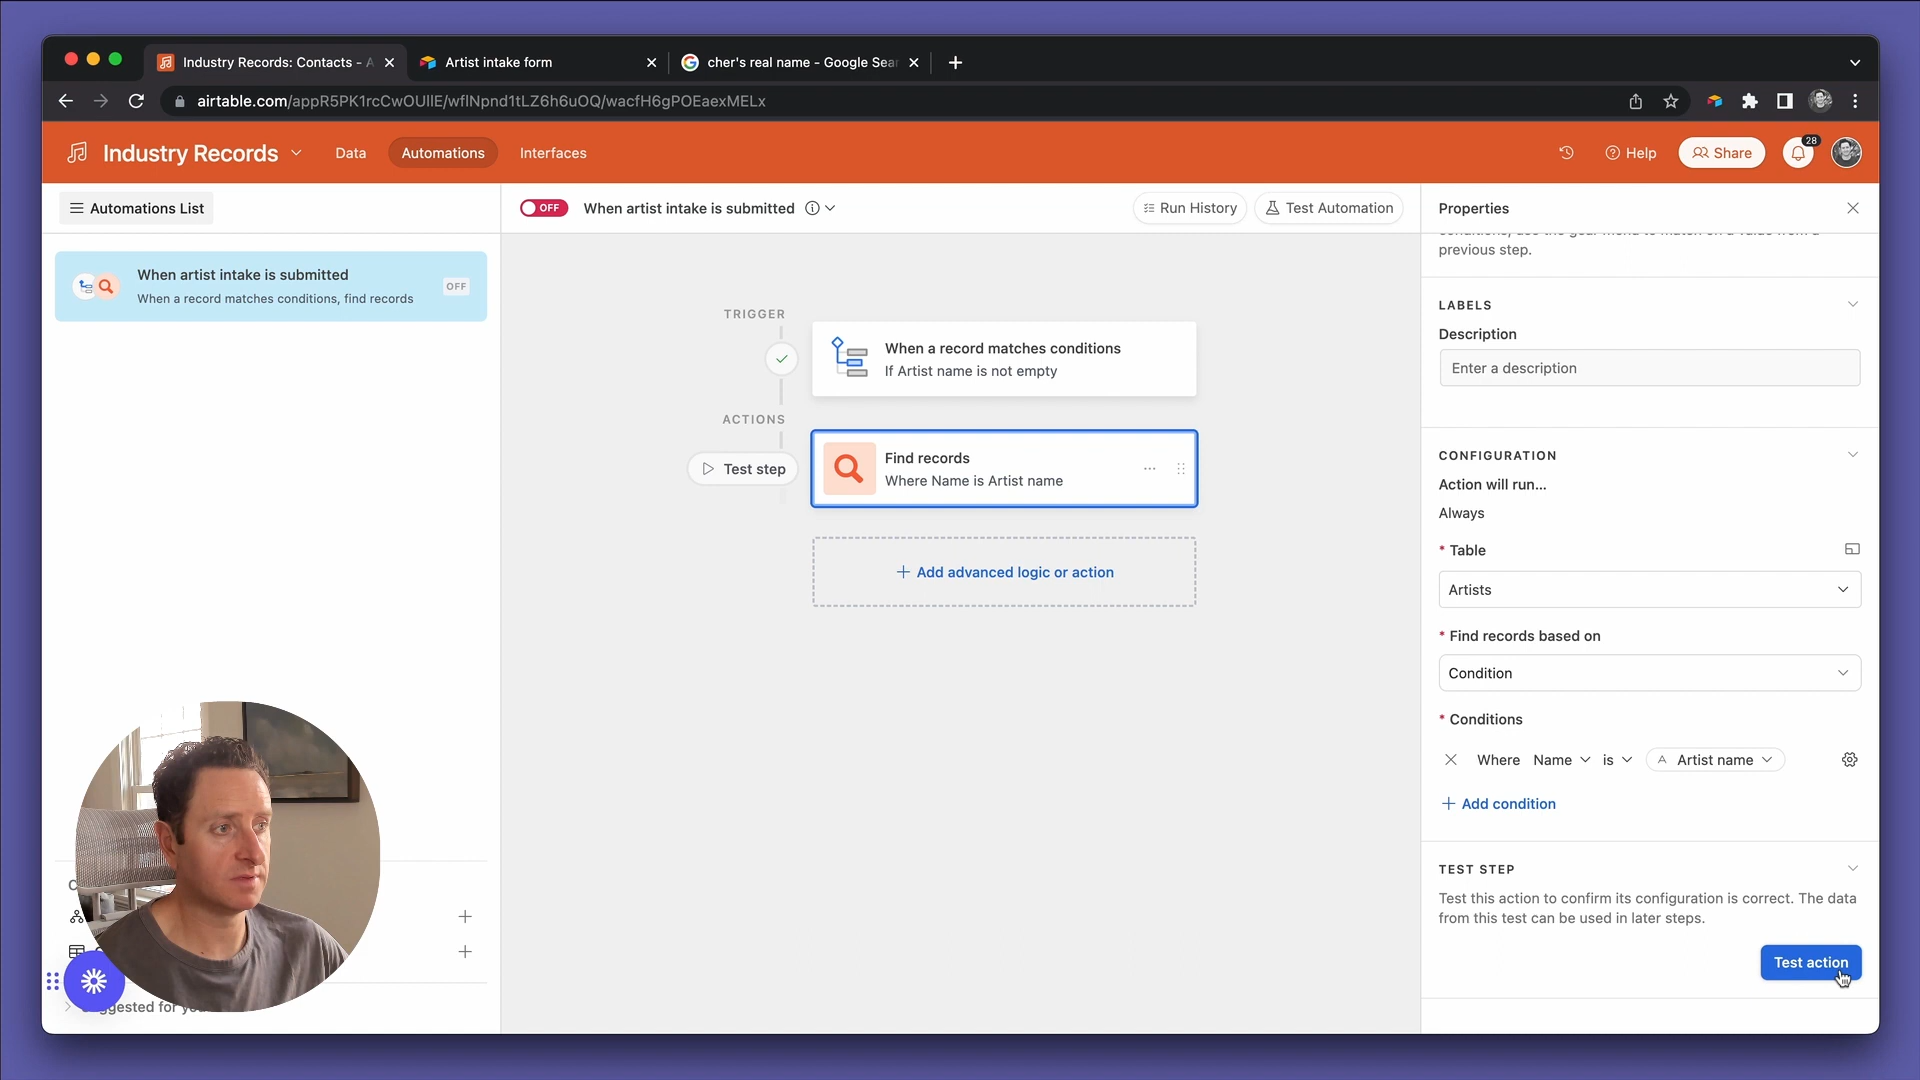 Industry Records: Contacts - A
Artist intake form
cher's real name - Google Sear
airtable.com/appR5PK1rcCwOUIlE/wflNpnd1tLZ6h6uOQ/wacfH6gPOEaexMELx
Industry Records
Data
Automations
Interfaces
Help
Share
28
Automations List
OFF
When artist intake is submitted
Run History
Test Automation
Properties
previous step.
When artist intake is submitted
When a record matches conditions, find records
OFF
TRIGGER
When a record matches conditions
If Artist name is not empty
ACTIONS
Test step
Find records
Where Name is Artist name
Add advanced logic or action
LABELS
Description
Enter a description
CONFIGURATION
Action will run...
Always
* Table
Artists
* Find records based on
Condition
* Conditions
Where Name is A Artist name
Add condition
TEST STEP
Test this action to confirm its configuration is correct. The data
from this test can be used in later steps.
Test action